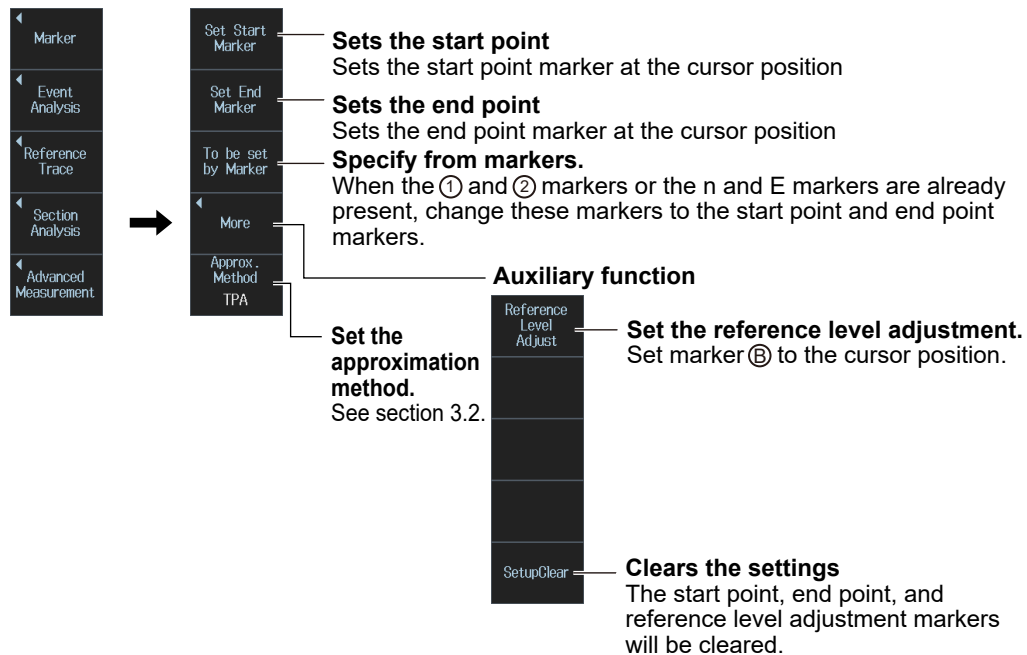 Marker
Event
Analysis
Reference
Trace
Section
Analysis
Advanced
Measurement
Set Start
Marker
Set End
Marker
To be set
by Marker
More
Approx.
Method
TPA
Sets the start point
Sets the start point marker at the cursor position
Sets the end point
Sets the end point marker at the cursor position
Specify from markers.
When the ① and ② markers or the n and E markers are already
present, change these markers to the start point and end point
markers.
Auxiliary function
Set the
approximation
method.
See section 3.2.
Reference
Level
Adjust
SetupClear
Set the reference level adjustment.
Set marker Ⓑ to the cursor position.
Clears the settings
The start point, end point, and
reference level adjustment markers
will be cleared.